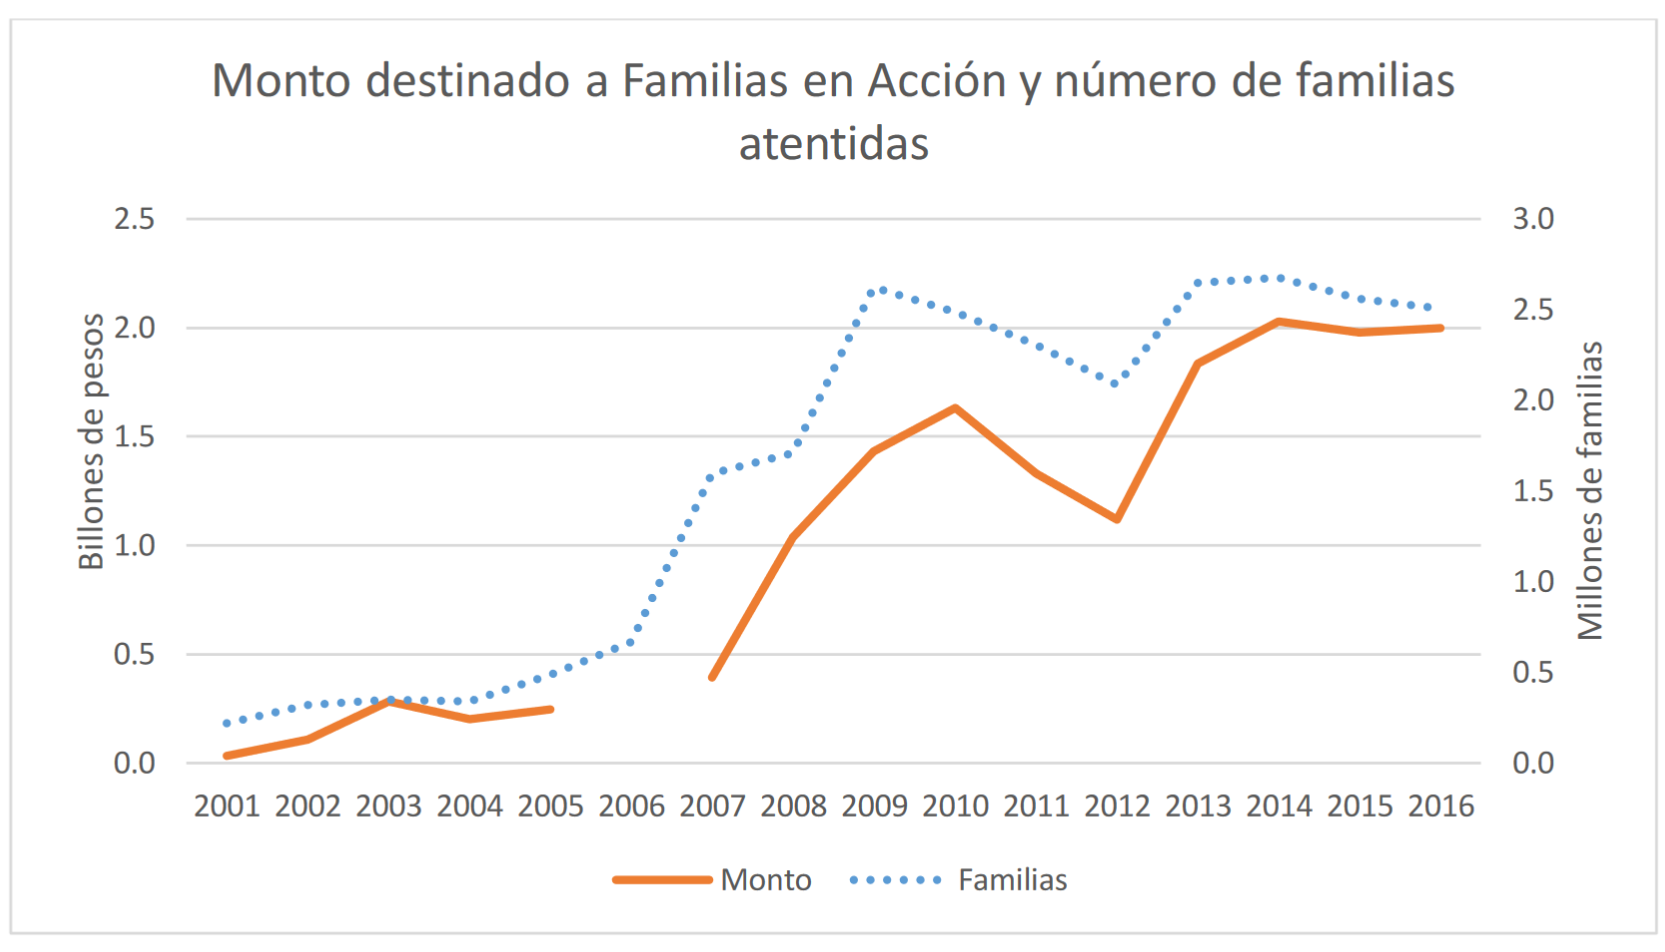 Monto destinado a Familias en Acción y número de familias
atentidas
2.5
2.0
1.5
1.0
0.5
0.0
Billones de pesos
3.0
2.5
2.0
1.5
1.0
0.5
0.0
Millones de familias
2001 2002 2003 2004 2005 2006 2007 2008 2009 2010 2011 2012 2013 2014 2015 2016
Monto Familias